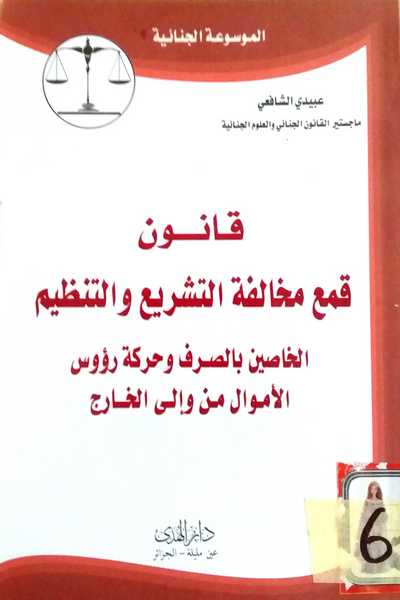 الموسوعة الجنائية
عبيدي الشافعي
ماجستير القانون الجنائي والعلوم الجنائية
قانون
قمع مخالفة التشريع والتنظيم
الخاصين بالصرف وحركة رؤوس
الأموال من وإلى الخارج
دار الهدى
عين مليلة - الجزائر
6